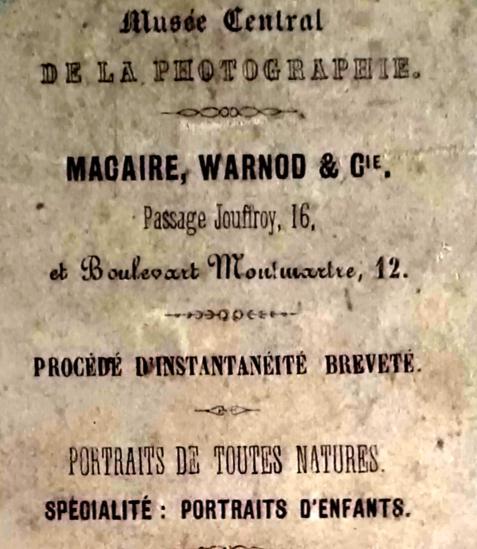 Musée Central
DE LA PHOTOGRAPHIE.
MACAIRE, WARNOD & CIE.
Passage Jouffroy, 16,
et Boulevart Montmartre, 12.
PROCÉDÉ D'INSTANTANÉITÉ BREVETÉ.
PORTRAITS DE TOUTES NATURES.
SPÉCIALITÉ : PORTRAITS D'ENFANTS.